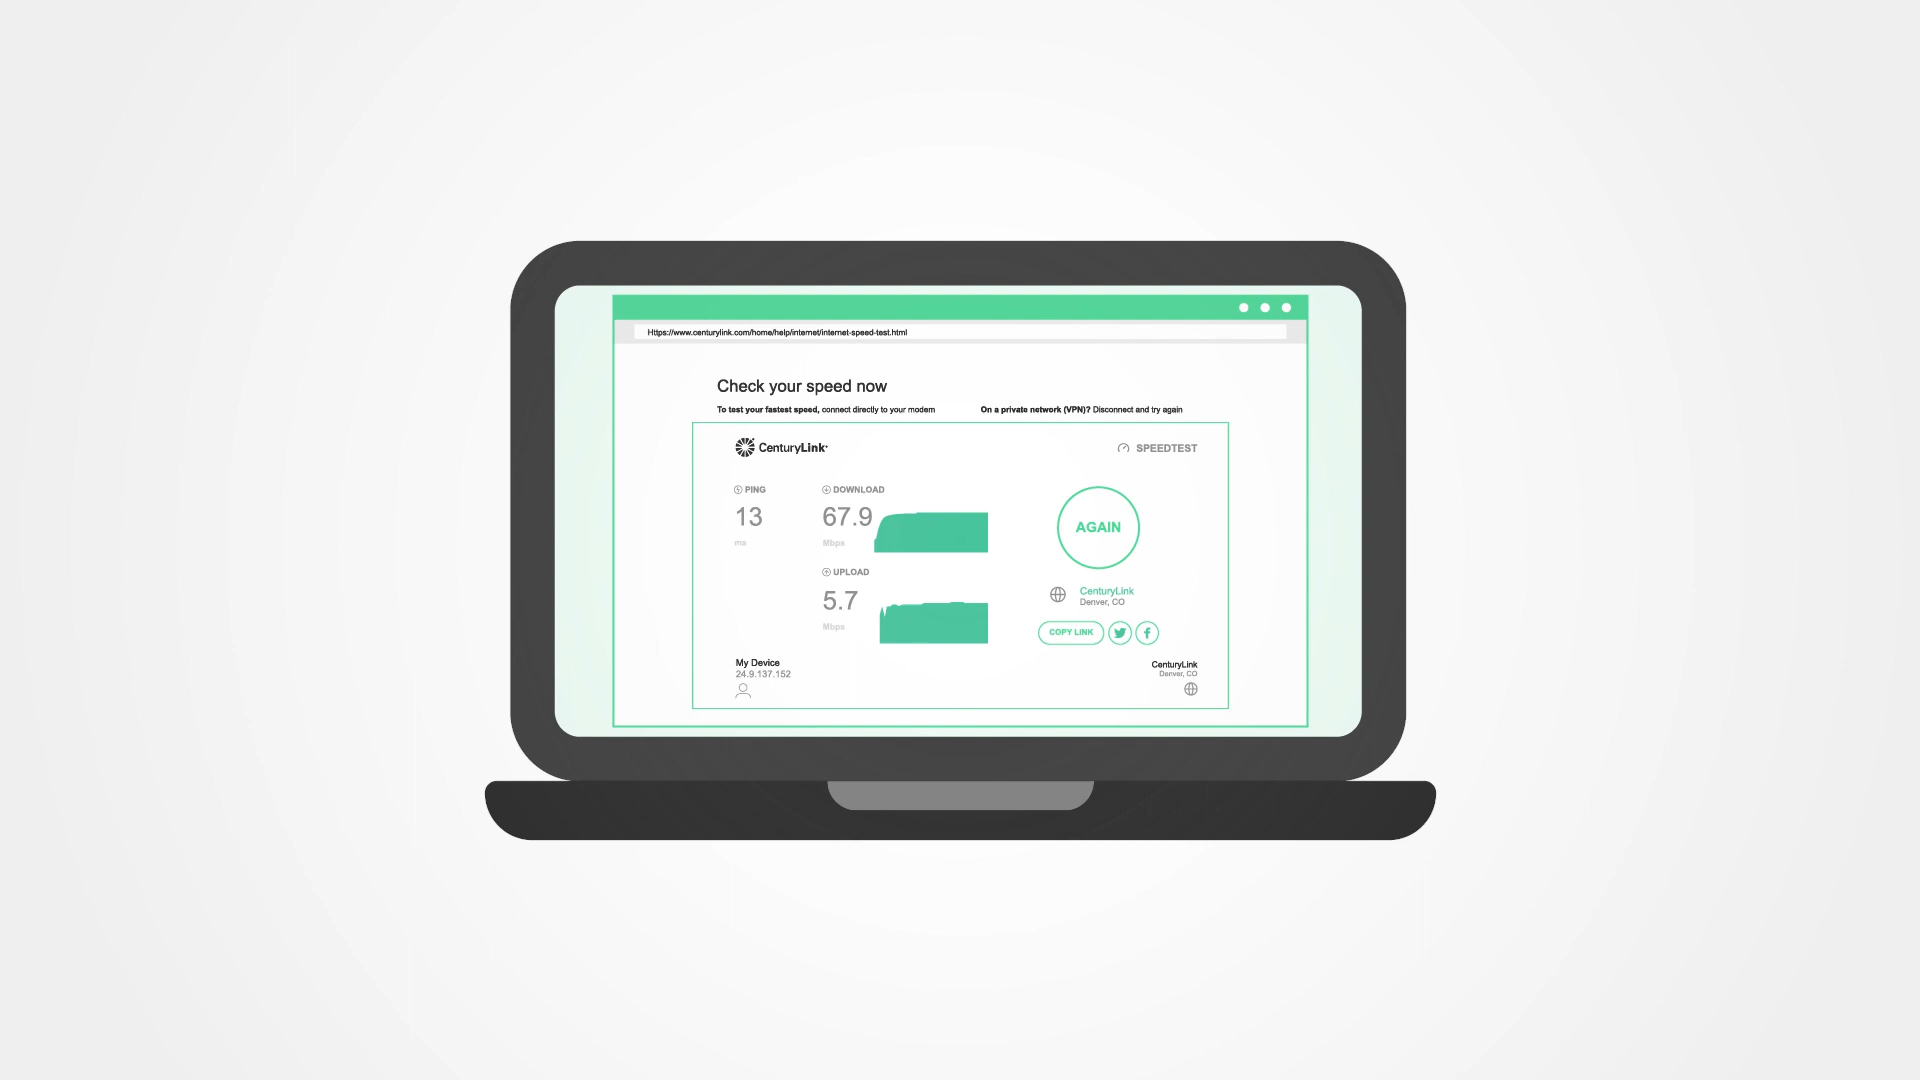 Https://www.centurylink.com/home/help/internet/internet-speed-test.html
Check your speed now
To test your fastest speed, connect directly to your modem
On a private network (VPN)? Disconnect and try again
CenturyLink
SPEEDTEST
PING
13
ms
DOWNLOAD
67.9
Mbps
UPLOAD
5.7
Mbps
AGAIN
CenturyLink
Denver, CO
COPY LINK
My Device
24.9.137.152
CenturyLink
Denver, CO